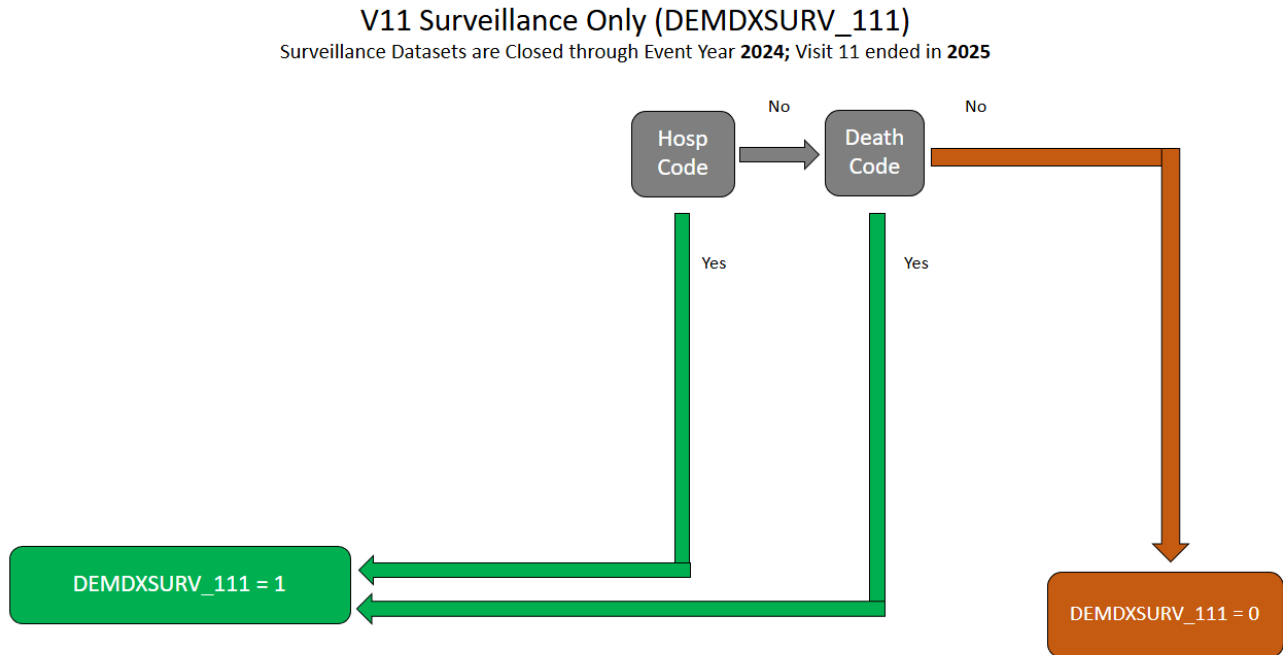 V11 Surveillance Only (DEMDXSURV_111)
Surveillance Datasets are Closed through Event Year 2024; Visit 11 ended in 2025
No
No
Hosp
Code
Death
Code
Yes
Yes
DEMDXSURV_111 = 1
DEMDXSURV_111 = 0